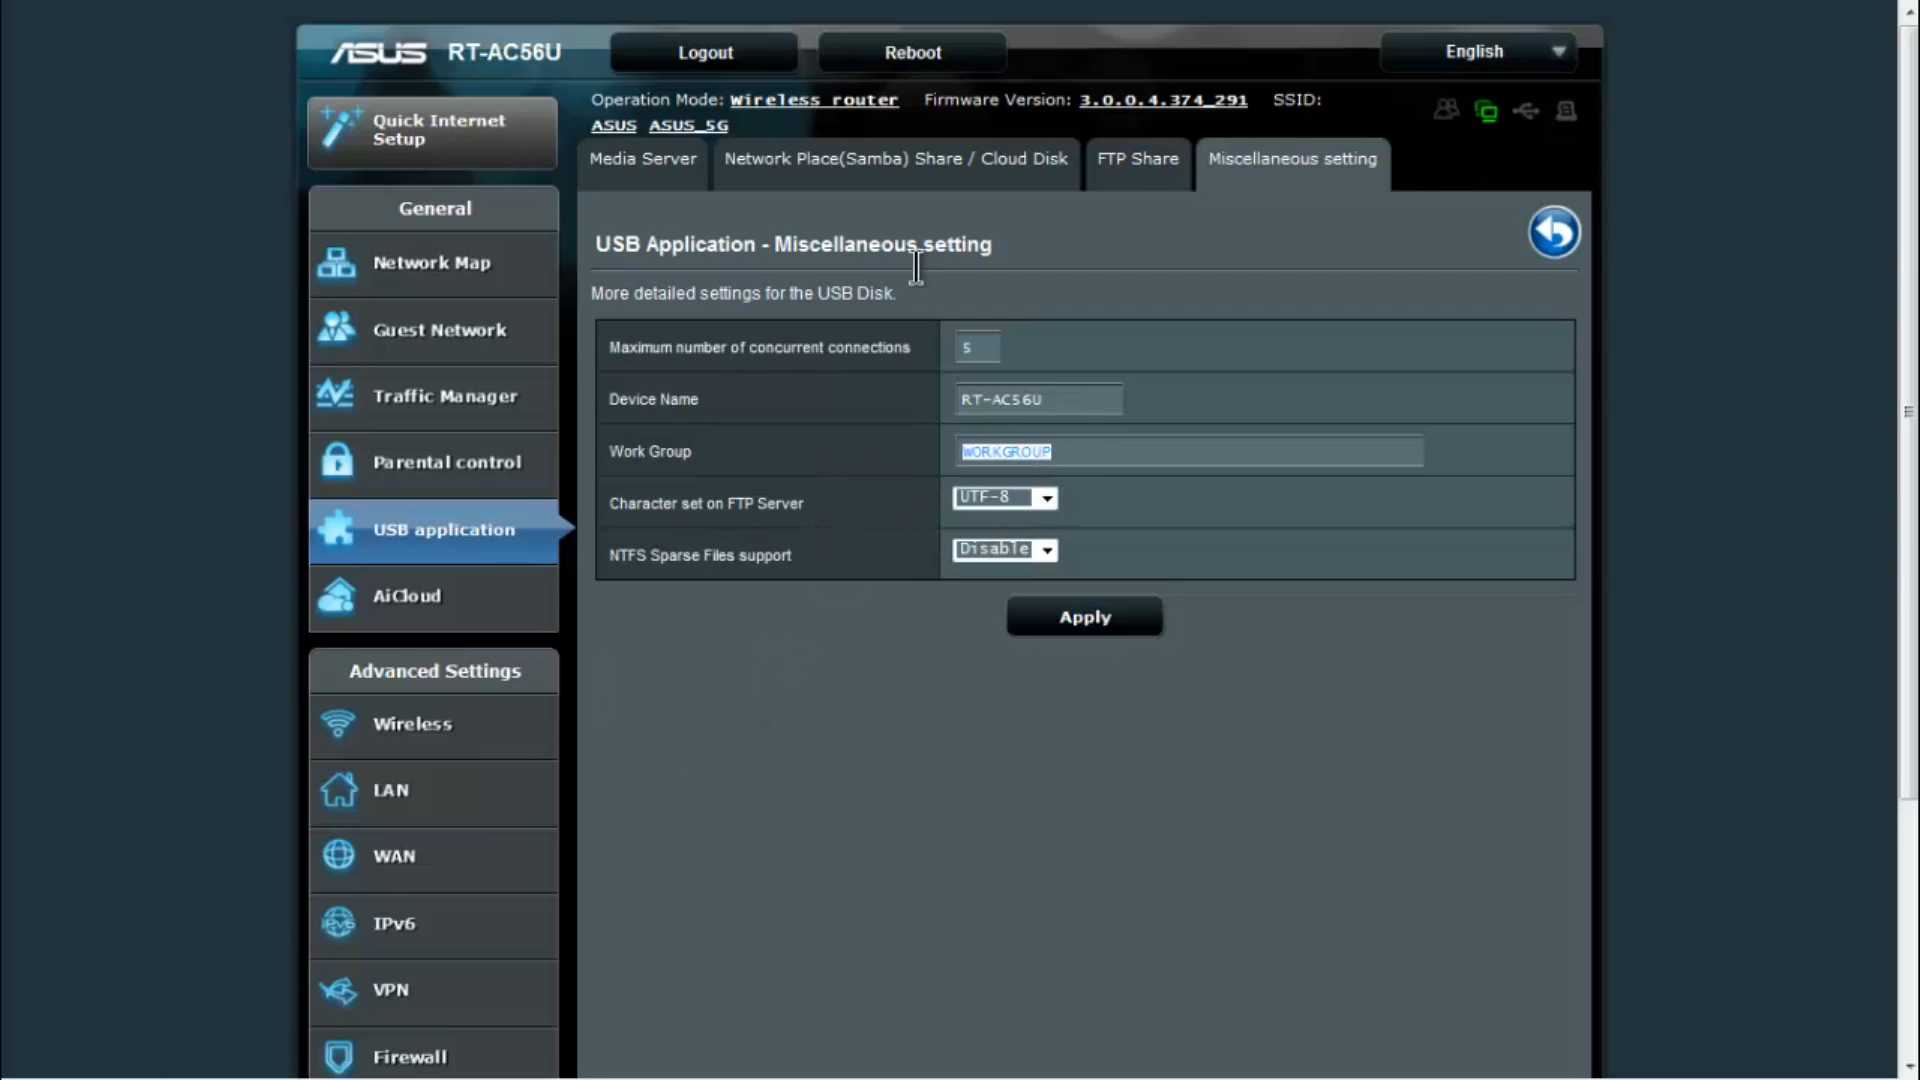 ASUS RT-AC56U Logout Reboot English
Operation Mode: Wireless router Firmware Version: 3.0.0.4.374_291 SSID:
ASUS ASUS_5G
Quick Internet
Setup
Media Server Network Place(Samba) Share / Cloud Disk FTP Share Miscellaneous setting
General
Network Map
Guest Network
Traffic Manager
Parental control
USB application
AiCloud
Advanced Settings
Wireless
LAN
WAN
IPv6
VPN
Firewall
USB Application - Miscellaneous setting
More detailed settings for the USB Disk.
Maximum number of concurrent connections 5
Device Name RT-AC56U
Work Group WORKGROUP
Character set on FTP Server UTF-8
NTFS Sparse Files support Disable
Apply